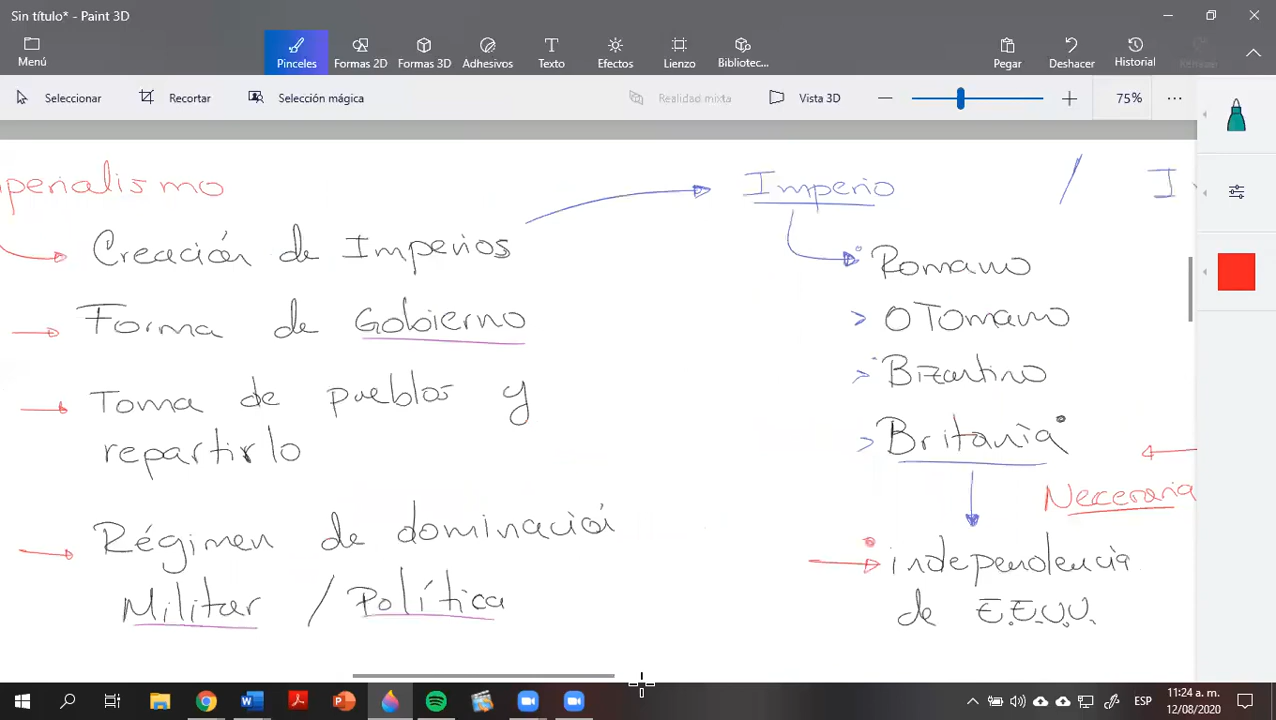 Sin título* - Paint 3D
Menú
Pinceles
Formas 2D
Formas 3D
Adhesivos
Texto
Efectos
Lienzo
Bibliotec...
Pegar
Deshacer
Historial
Rehacer
Seleccionar
Recortar
Selección mágica
Realidad mixta
Vista 3D
75%
perialismo
Creación de Imperios
Forma de Gobierno
Toma de pueblos y
repartirlo
Régimen de dominación
Militar / Política
Imperio / I
Romano
OTomano
Bizantino
Britania
Necesaria
independencia
de E.E.U.U.
ESP
11:24 a. m.
12/08/2020